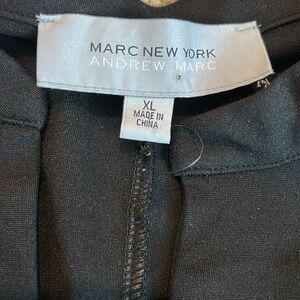 MARC NEW YORK
ANDREW MARC
XL
MADE IN
CHINA